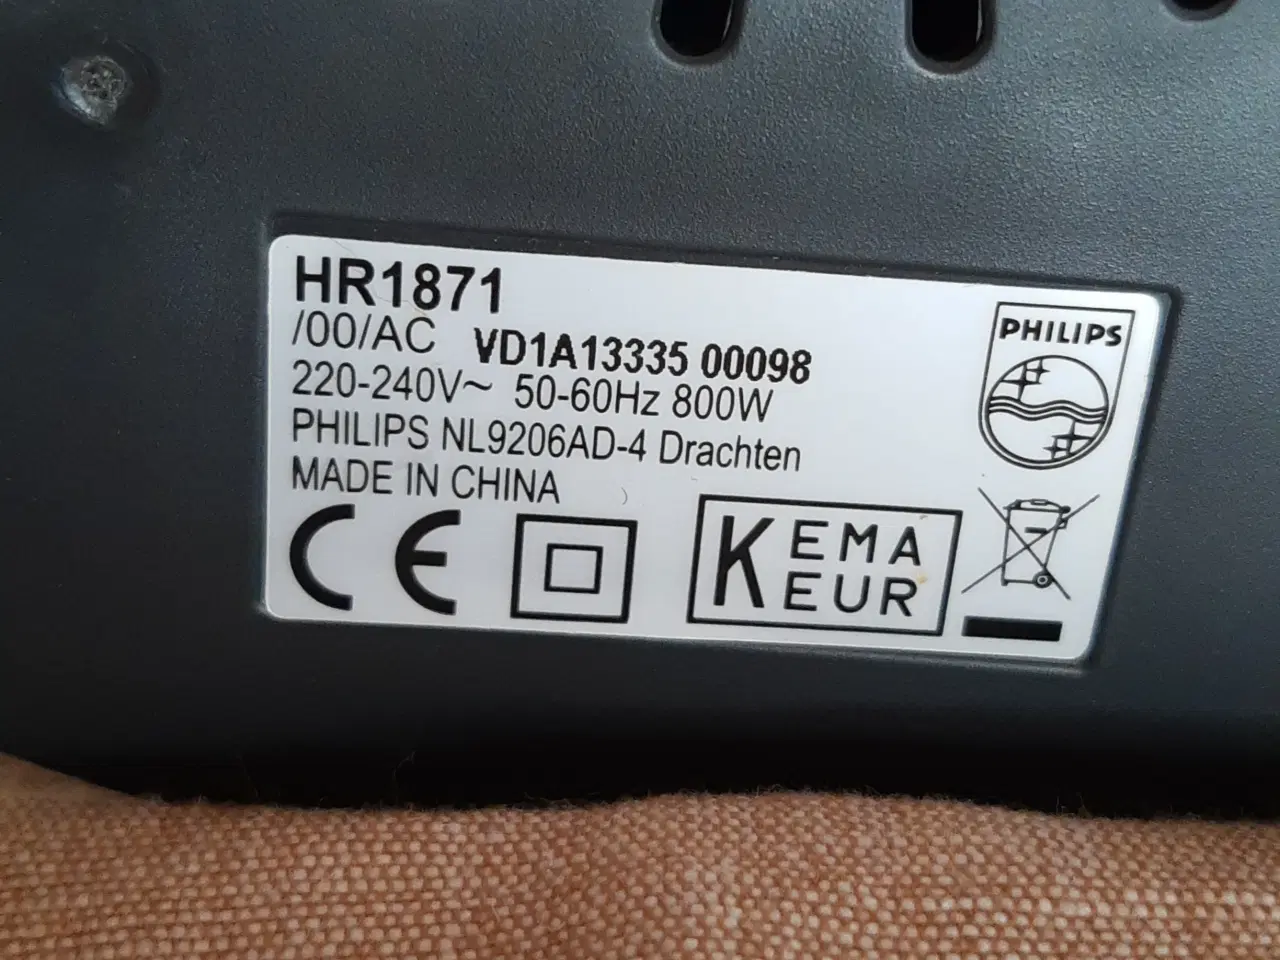 HR1871
/00/AC VD1A13335 00098
220-240V~ 50-60Hz 800W
PHILIPS NL9206AD-4 Drachten
MADE IN CHINA
PHILIPS
CE
KEMA
EUR